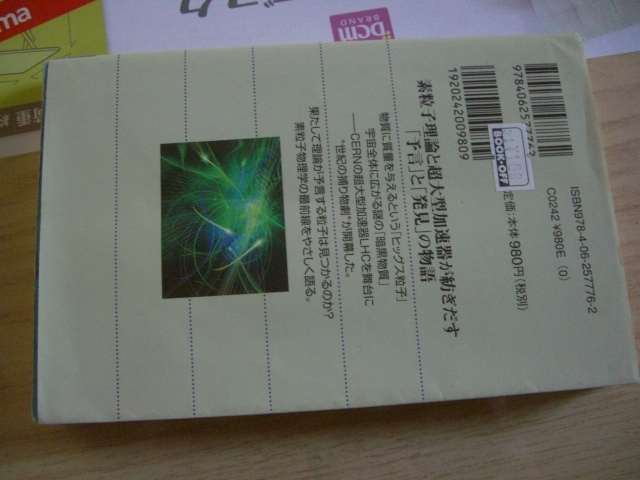 9784062577762
1920242009809
BOOK·OFF
ISBN978-4-06-257776-2
C0242 ¥980E (0)
定価:本体980円(税別)
素粒子理論と超大型加速器が紡ぎだす
「予言」と「発見」の物語
物質に質量を与えるという「ヒッグス粒子」
宇宙全体に広がる謎の「暗黒物質」
――CERNの超大型加速器LHCを舞台に
“世紀の捕り物劇”が開幕した。
果たして理論が予言する粒子は見つかるのか?
素粒子物理学の最前線をやさしく語る。
DCM
BRAND
ma